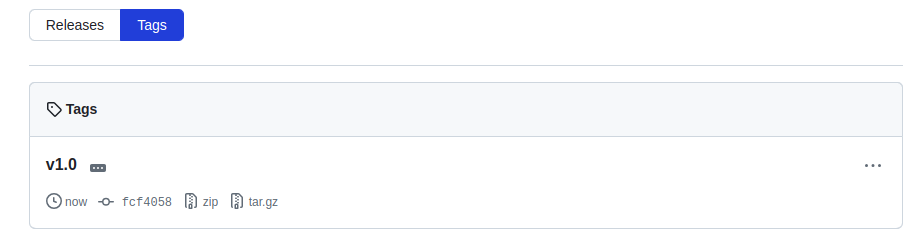 Releases Tags
Tags
v1.0
now fcf4058 zip tar.gz